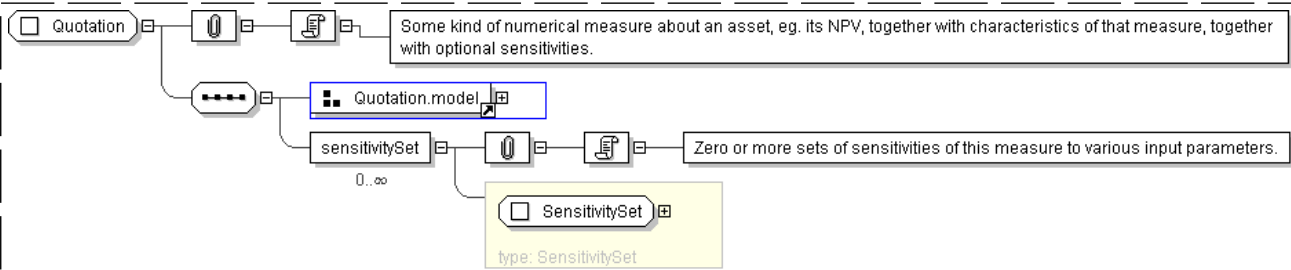 Quotation
Some kind of numerical measure about an asset, eg. its NPV, together with characteristics of that measure, together
with optional sensitivities.
Quotation.model
sensitivitySet
Zero or more sets of sensitivities of this measure to various input parameters.
0..∞
SensitivitySet
type: SensitivitySet